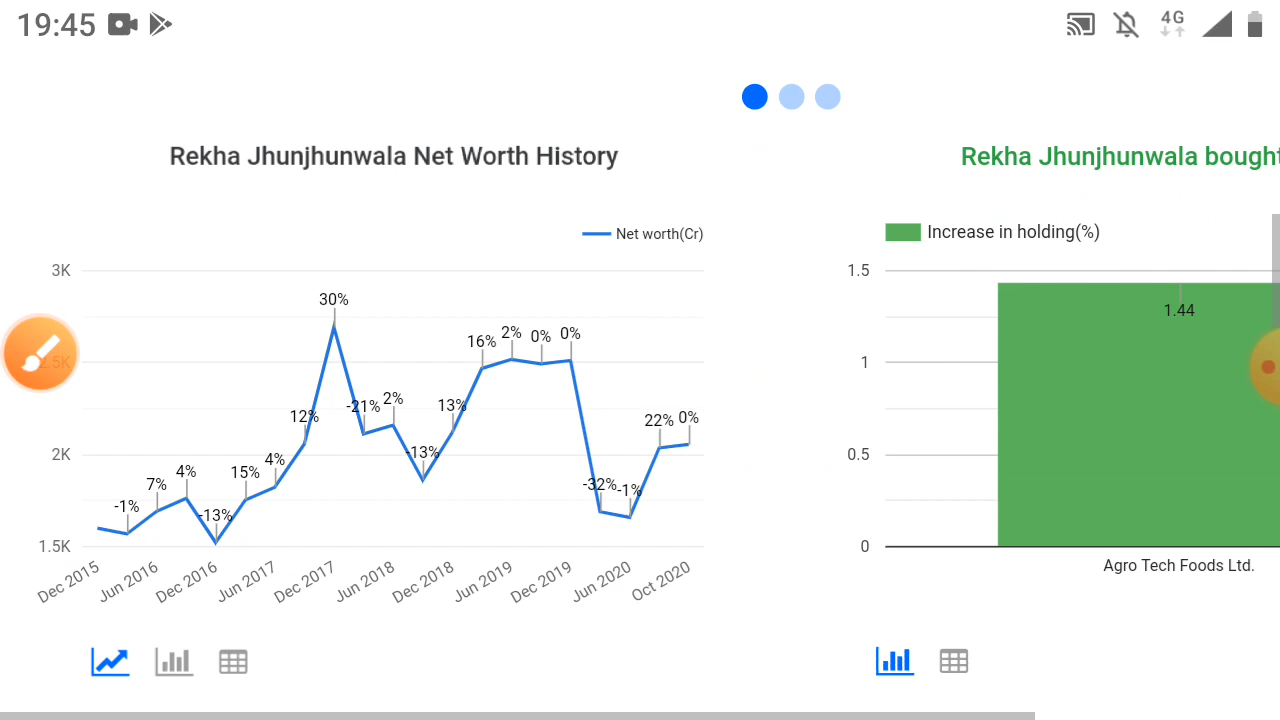 19:45
4G
Rekha Jhunjhunwala Net Worth History
Net worth(Cr)
3K
2.5K
2K
1.5K
-1%
7%
4%
-13%
15%
4%
12%
30%
-21%
2%
-13%
13%
16%
2%
0%
0%
-32%
-1%
22%
0%
Dec 2015
Jun 2016
Dec 2016
Jun 2017
Dec 2017
Jun 2018
Dec 2018
Jun 2019
Dec 2019
Jun 2020
Oct 2020
Rekha Jhunjhunwala bought
Increase in holding(%)
1.5
1
0.5
0
1.44
Agro Tech Foods Ltd.